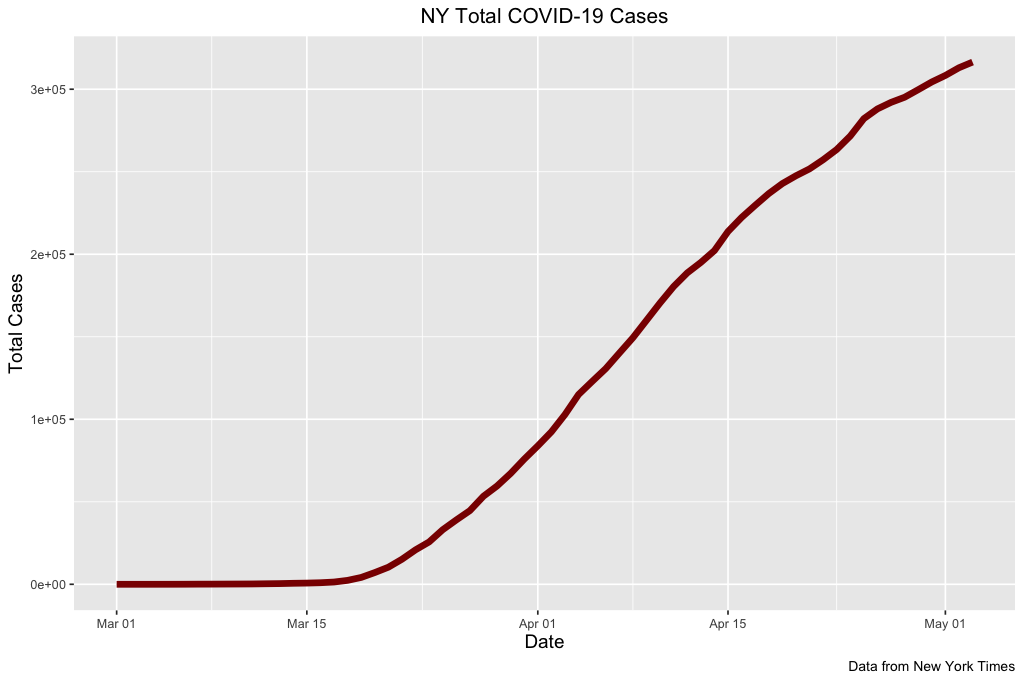 NY Total COVID-19 Cases
Total Cases
3e+05
2e+05
1e+05
0e+00
Mar 01
Mar 15
Apr 01
Apr 15
May 01
Date
Data from New York Times